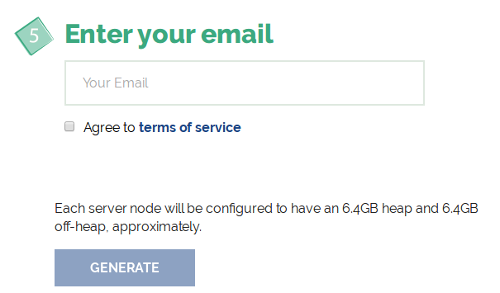 5
Enter your email
Your Email
Agree to terms of service
Each server node will be configured to have an 6.4GB heap and 6.4GB
off-heap, approximately.
GENERATE